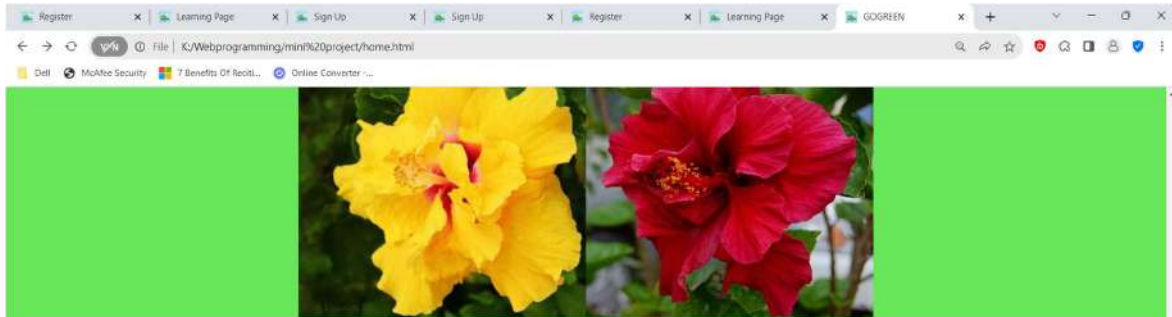 Register Learning Page Sign Up Sign Up Register Learning Page GOGREEN
VPN File K:/Webprogramming/mini%20project/home.html
Dell McAfee Security 7 Benefits Of Reciti... Online Converter -...